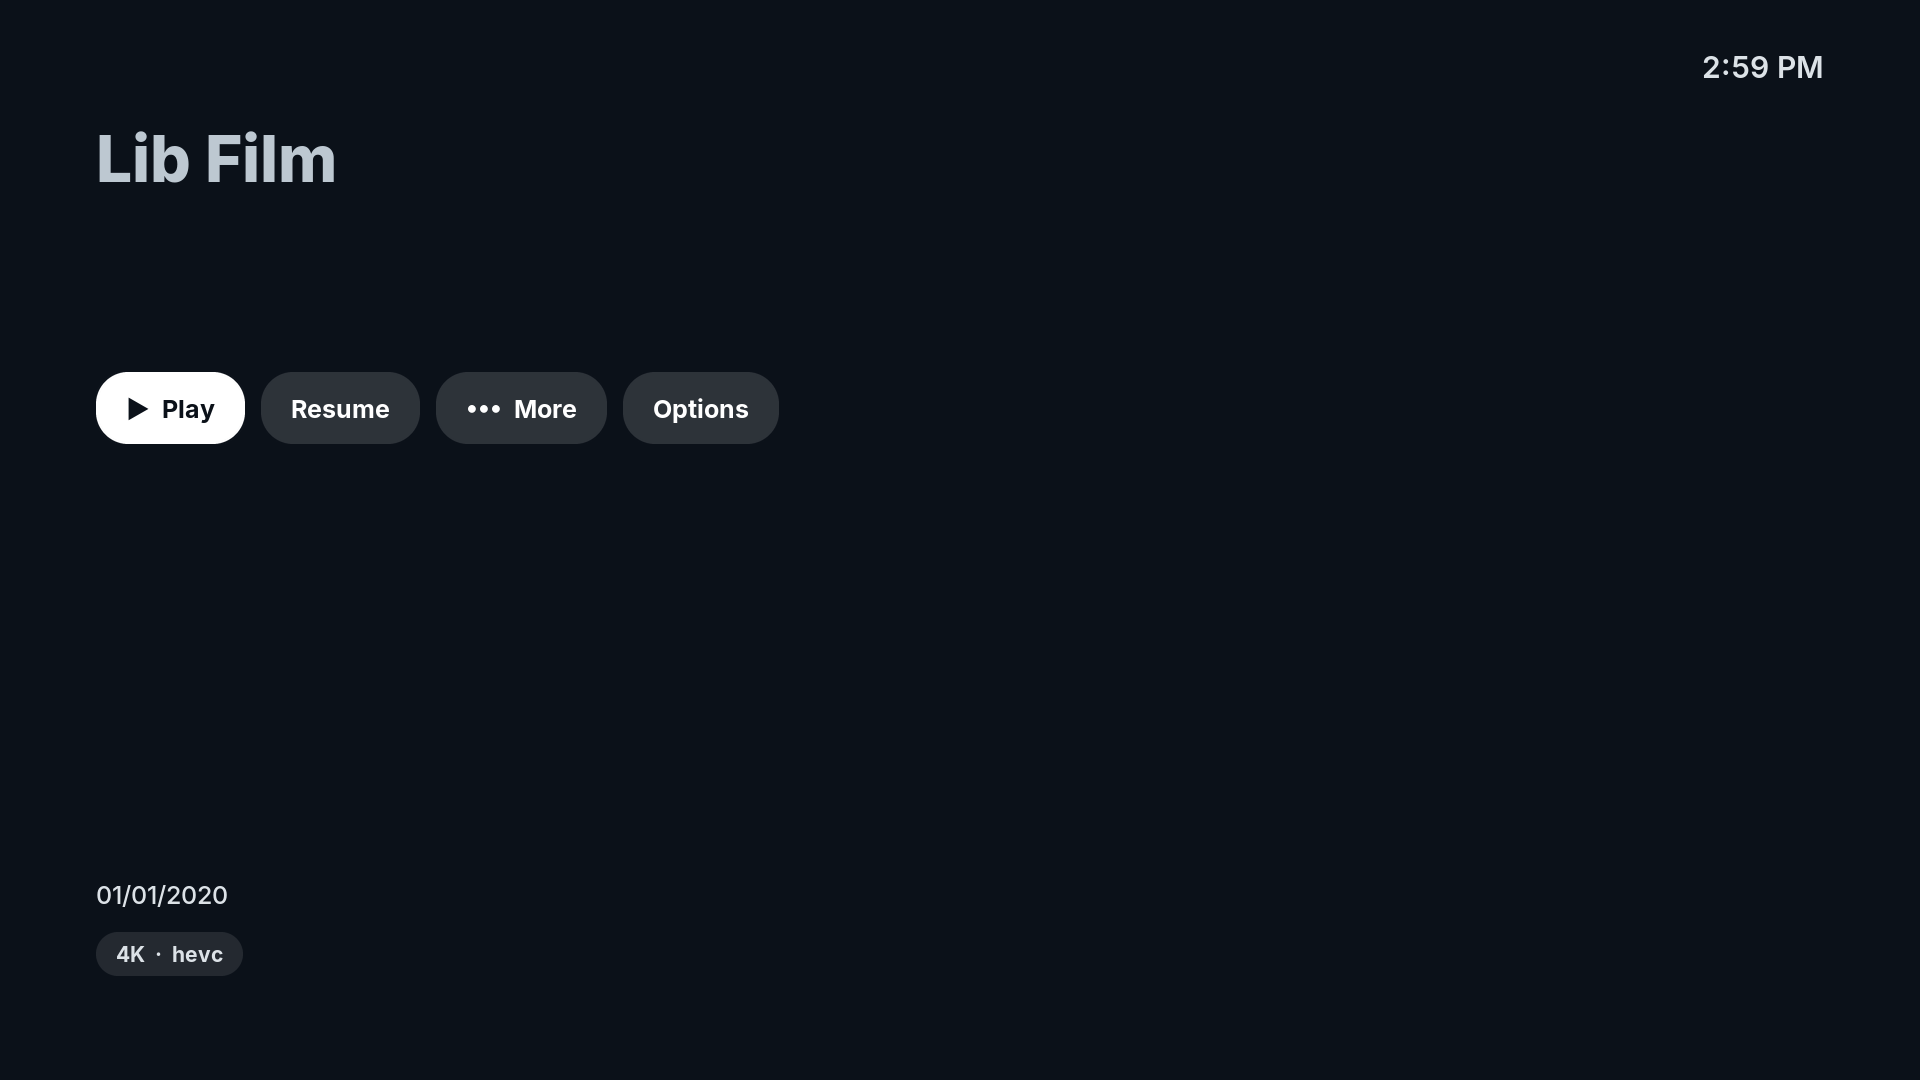 2:59 PM
Lib Film
Play
Resume
More
Options
01/01/2020
4K · hevc